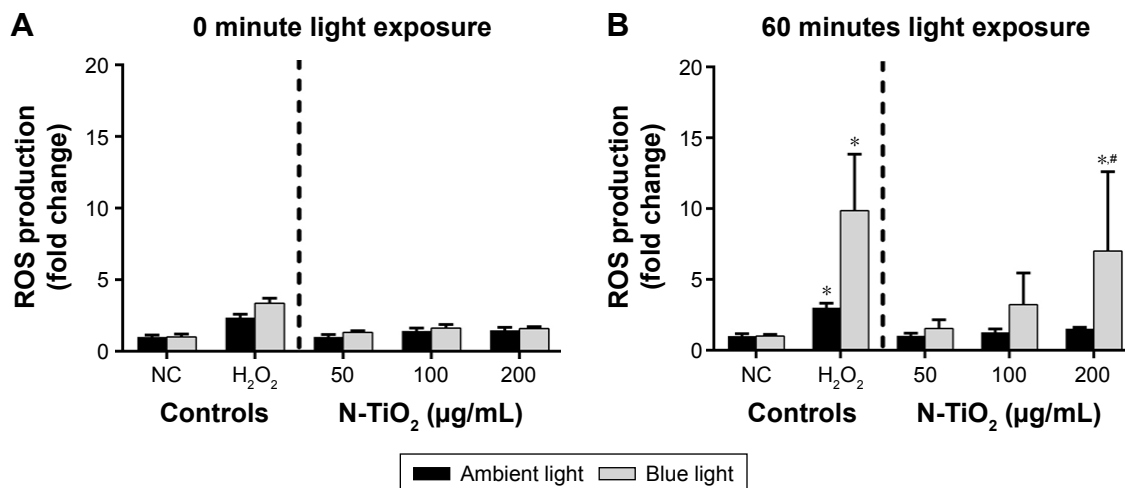 A
0 minute light exposure
ROS production
(fold change)
20
15
10
5
0
NC
H₂O₂
50
100
200
Controls
N-TiO₂ (µg/mL)
B
60 minutes light exposure
ROS production
(fold change)
20
15
10
5
0
*
*
*,#
NC
H₂O₂
50
100
200
Controls
N-TiO₂ (µg/mL)
Ambient light
Blue light